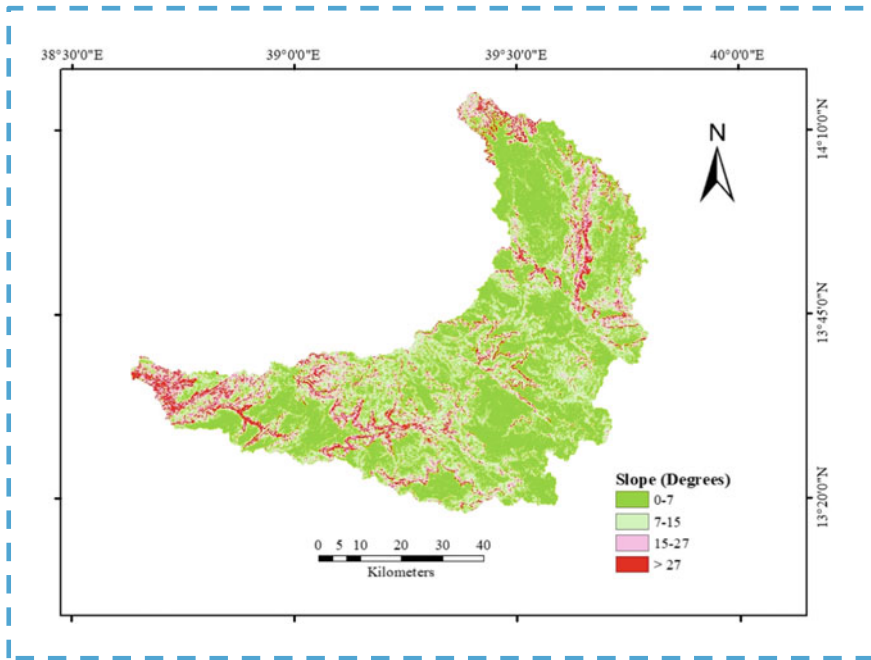 38°30'0"E 39°0'0"E 39°30'0"E 40°0'0"E
14°10'0"N
N
13°45'0"N
13°20'0"N
Slope (Degrees)
0-7
7-15
15-27
> 27
0 5 10 20 30 40
Kilometers